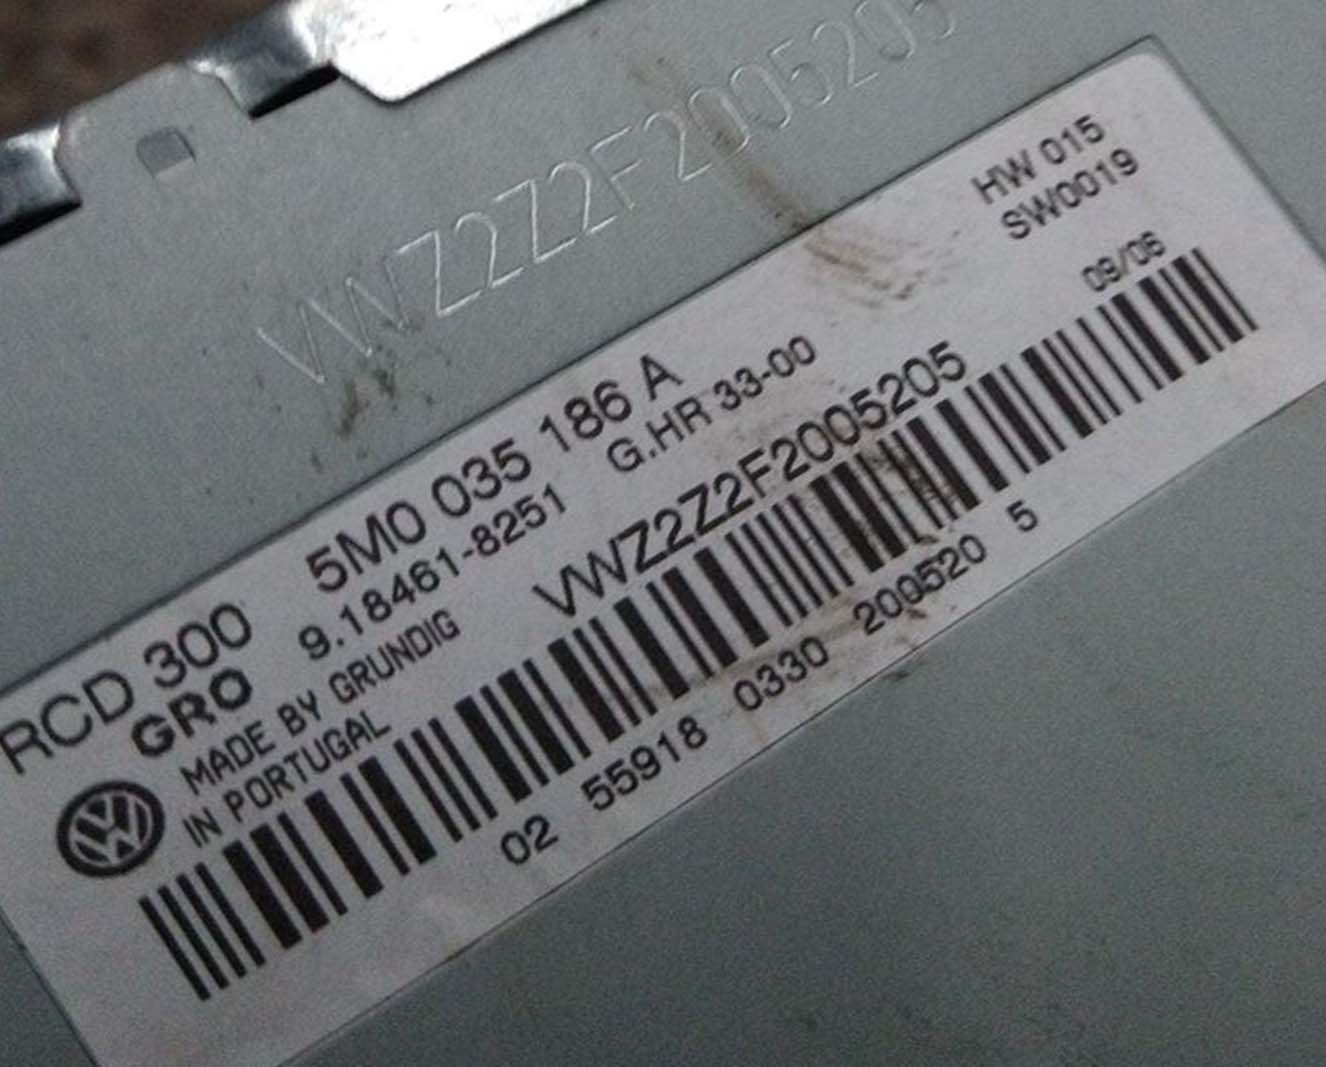 VWZ2Z2F2005205
HW 015
SW0019
09/06
RCD 300 5M0 035 186 A
GRO 9.18461-8251 G.HR 33-00
MADE BY GRUNDIG
IN PORTUGAL
VWZ2Z2F2005205
02 55918 0330 200520 5